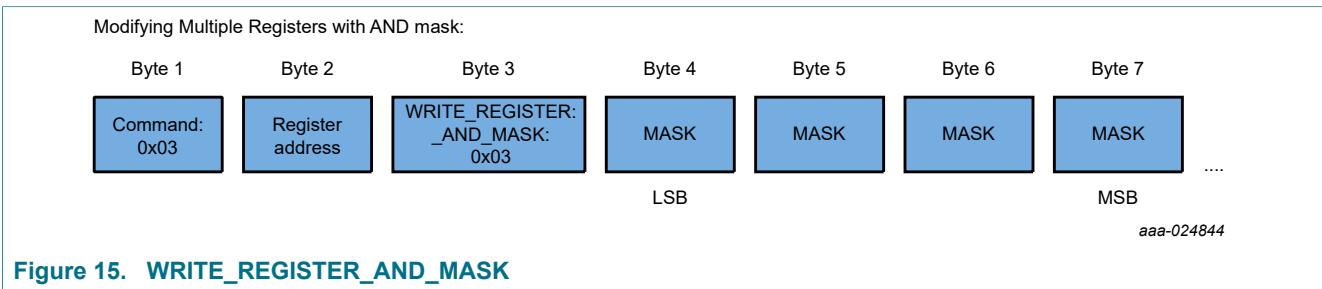 Modifying Multiple Registers with AND mask:
Byte 1 Byte 2 Byte 3 Byte 4 Byte 5 Byte 6 Byte 7
Command:
0x03
Register
address
WRITE_REGISTER:
_AND_MASK:
0x03
MASK
MASK
MASK
MASK
....
LSB MSB
aaa-024844
Figure 15. WRITE_REGISTER_AND_MASK